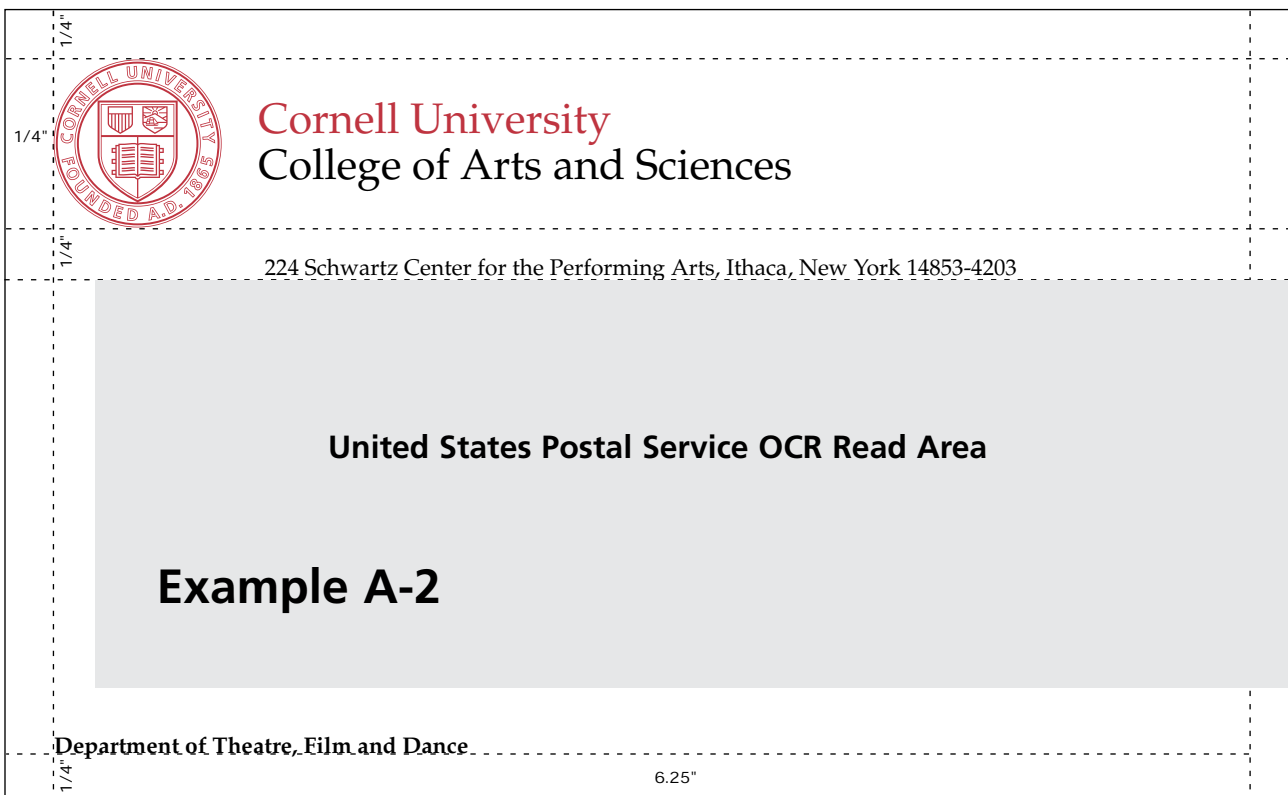 1/4"
CORNELL UNIVERSITY
FOUNDED A.D. 1865
1/4"
Cornell University
College of Arts and Sciences
1/4"
224 Schwartz Center for the Performing Arts, Ithaca, New York 14853-4203
United States Postal Service OCR Read Area
Example A-2
Department of Theatre, Film and Dance
1/4"
6.25"